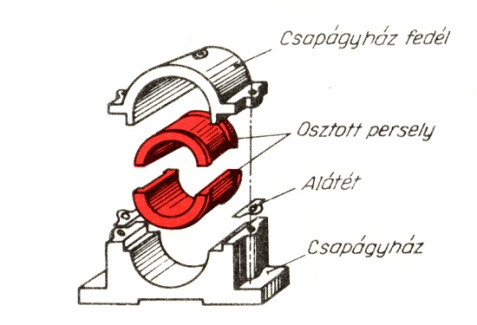 Csapágyház fedél
Osztott persely
Alátét
Csapágyház